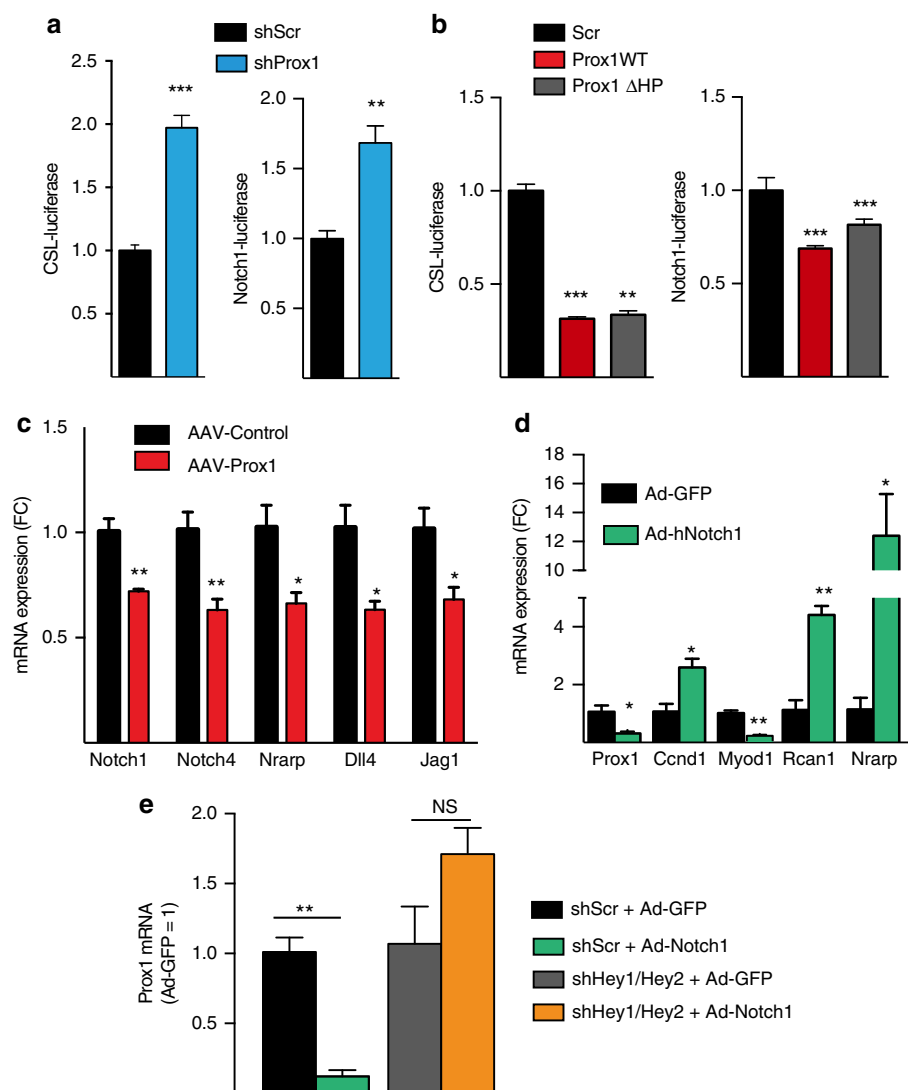 a
shScr
shProx1
CSL-luciferase
2.5
2.0
1.5
1.0
0.5
***
Notch1-luciferase
2.0
1.5
1.0
0.5
**
b
Scr
Prox1WT
Prox1 ΔHP
CSL-luciferase
1.5
1.0
0.5
***
**
Notch1-luciferase
1.5
1.0
0.5
***
***
c
AAV-Control
AAV-Prox1
mRNA expression (FC)
1.5
1.0
0.5
**
**
*
*
*
Notch1 Notch4 Nrarp Dll4 Jag1
d
Ad-GFP
Ad-hNotch1
mRNA expression (FC)
18
16
14
12
10
4
2
*
*
**
**
*
Prox1 Ccnd1 Myod1 Rcan1 Nrarp
e
Prox1 mRNA
(Ad-GFP = 1)
2.0
1.5
1.0
0.5
**
NS
shScr + Ad-GFP
shScr + Ad-Notch1
shHey1/Hey2 + Ad-GFP
shHey1/Hey2 + Ad-Notch1